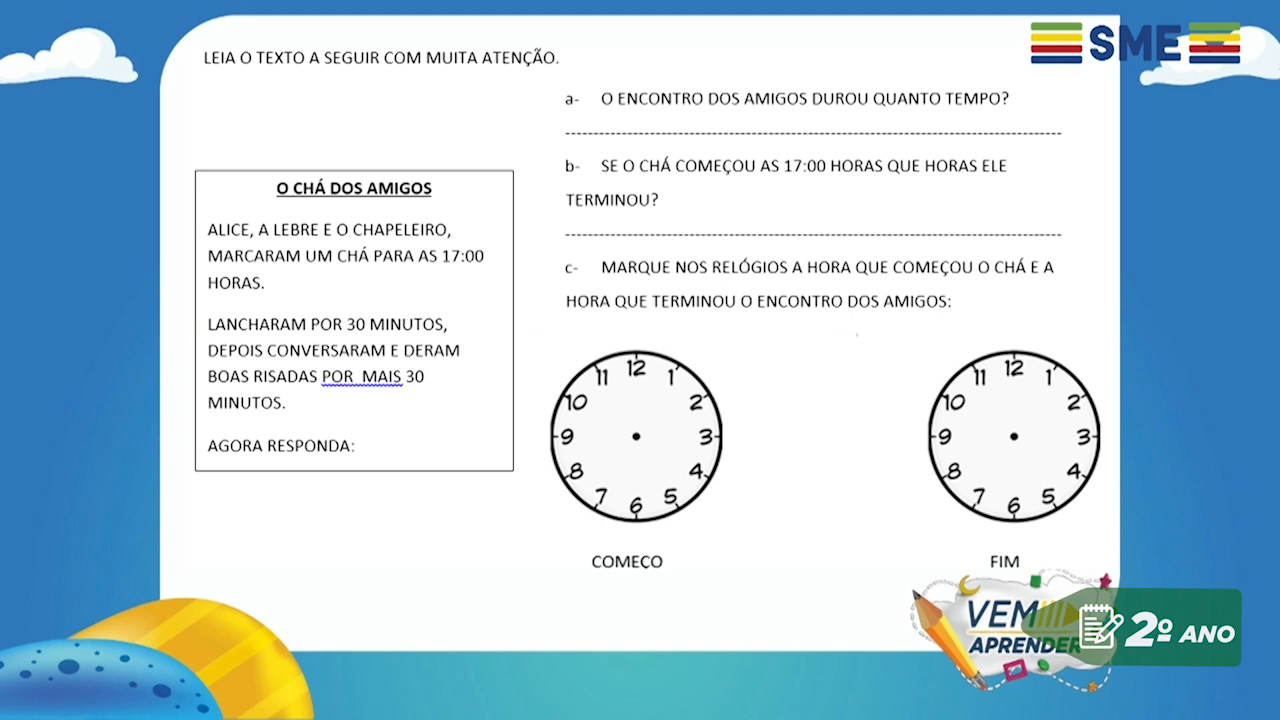 SME
LEIA O TEXTO A SEGUIR COM MUITA ATENÇÃO.
O CHÁ DOS AMIGOS
ALICE, A LEBRE E O CHAPELEIRO,
MARCARAM UM CHÁ PARA AS 17:00
HORAS.
LANCHARAM POR 30 MINUTOS,
DEPOIS CONVERSARAM E DERAM
BOAS RISADAS POR  MAIS 30
MINUTOS.
AGORA RESPONDA:
a- O ENCONTRO DOS AMIGOS DUROU QUANTO TEMPO?
b- SE O CHÁ COMEÇOU AS 17:00 HORAS QUE HORAS ELE
TERMINOU?
c- MARQUE NOS RELÓGIOS A HORA QUE COMEÇOU O CHÁ E A
HORA QUE TERMINOU O ENCONTRO DOS AMIGOS:
12 1 2 3 4 5 6 7 8 9 10 11
COMEÇO
12 1 2 3 4 5 6 7 8 9 10 11
FIM
VEM
APRENDER
2º ANO